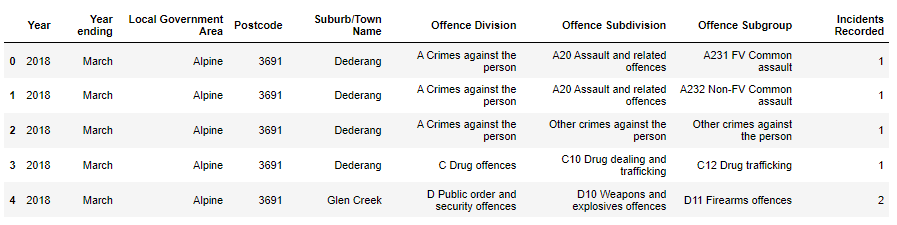 Year Year ending Local Government Area Postcode Suburb/Town Name Offence Division Offence Subdivision Offence Subgroup Incidents Recorded
0 2018 March Alpine 3691 Dederang A Crimes against the person A20 Assault and related offences A231 FV Common assault 1
1 2018 March Alpine 3691 Dederang A Crimes against the person A20 Assault and related offences A232 Non-FV Common assault 1
2 2018 March Alpine 3691 Dederang A Crimes against the person Other crimes against the person Other crimes against the person 1
3 2018 March Alpine 3691 Dederang C Drug offences C10 Drug dealing and trafficking C12 Drug trafficking 1
4 2018 March Alpine 3691 Glen Creek D Public order and security offences D10 Weapons and explosives offences D11 Firearms offences 2